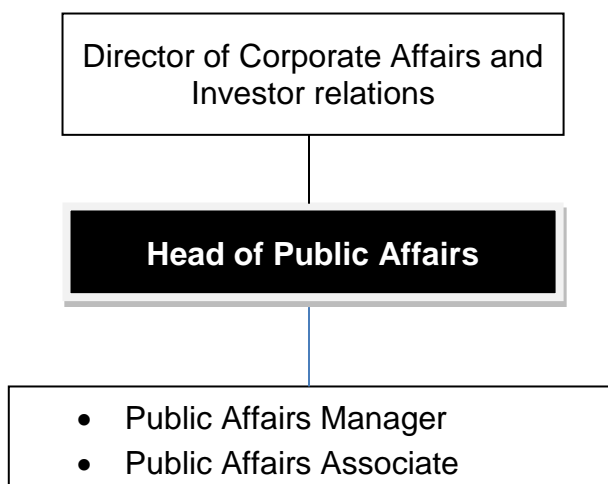 Director of Corporate Affairs and
Investor relations
Head of Public Affairs
• Public Affairs Manager
• Public Affairs Associate